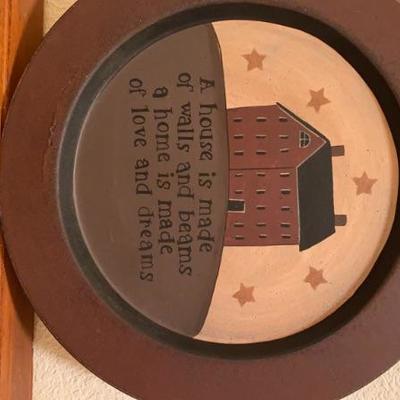 A house is made
of walls and beams
a home is made
of love and dreams